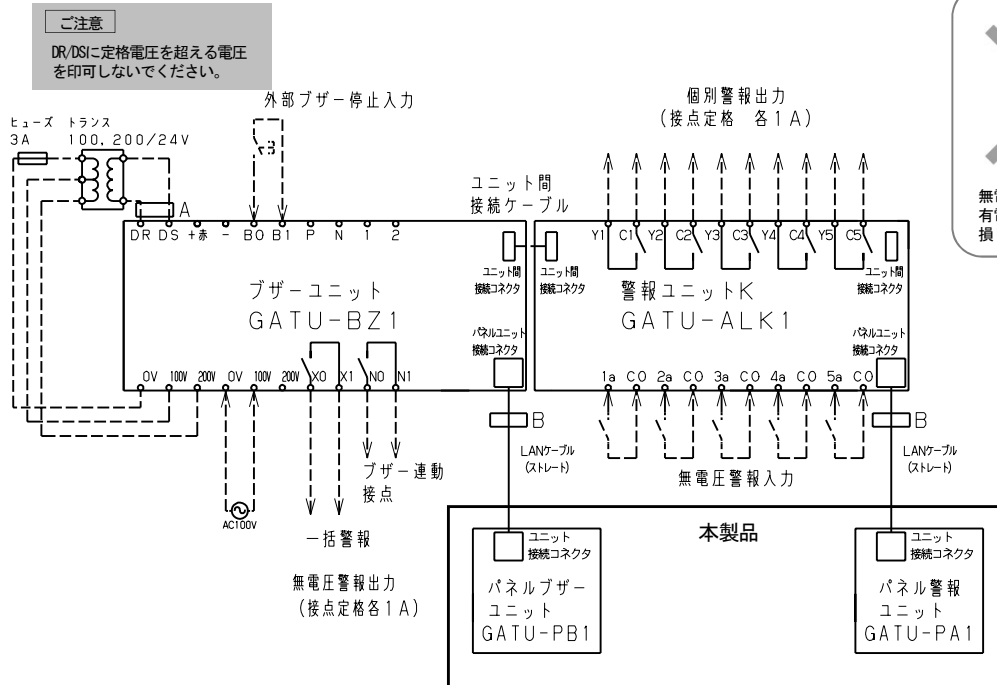 ご注意
DR/DSに定格電圧を超える電圧
を印可しないでください。
外部ブザー停止入力
個別警報出力
(接点定格 各1A)
ヒューズ トランス
3A 100,200/24V
A
ユニット間
接続ケーブル
無電
有電
損
DR DS +赤 - B0 B1 P N 1 2
Y1 C1 Y2 C2 Y3 C3 Y4 C4 Y5 C5
ユニット間
接続コネクタ
ユニット間
接続コネクタ
ユニット間
接続コネクタ
ブザーユニット
GATU-BZ1
警報ユニットK
GATU-ALK1
パネルユニット
接続コネクタ
パネルユニット
接続コネクタ
0V 100V 200V 0V 100V 200V X0 X1 N0 N1
1a C0 2a C0 3a C0 4a C0 5a C0
B
B
LANケーブル
(ストレート)
LANケーブル
(ストレート)
ブザー連動
接点
無電圧警報入力
AC100V
一括警報
無電圧警報出力
(接点定格各1A)
本製品
ユニット
接続コネクタ
ユニット
接続コネクタ
パネルブザー
ユニット
GATU-PB1
パネル警報
ユニット
GATU-PA1